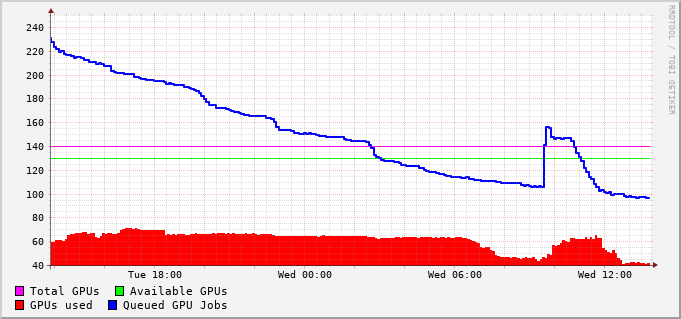 RRDTOOL / TOBI OETIKER
240
220
200
180
160
140
120
100
80
60
40
Tue 18:00 Wed 00:00 Wed 06:00 Wed 12:00
Total GPUs Available GPUs
GPUs used Queued GPU Jobs